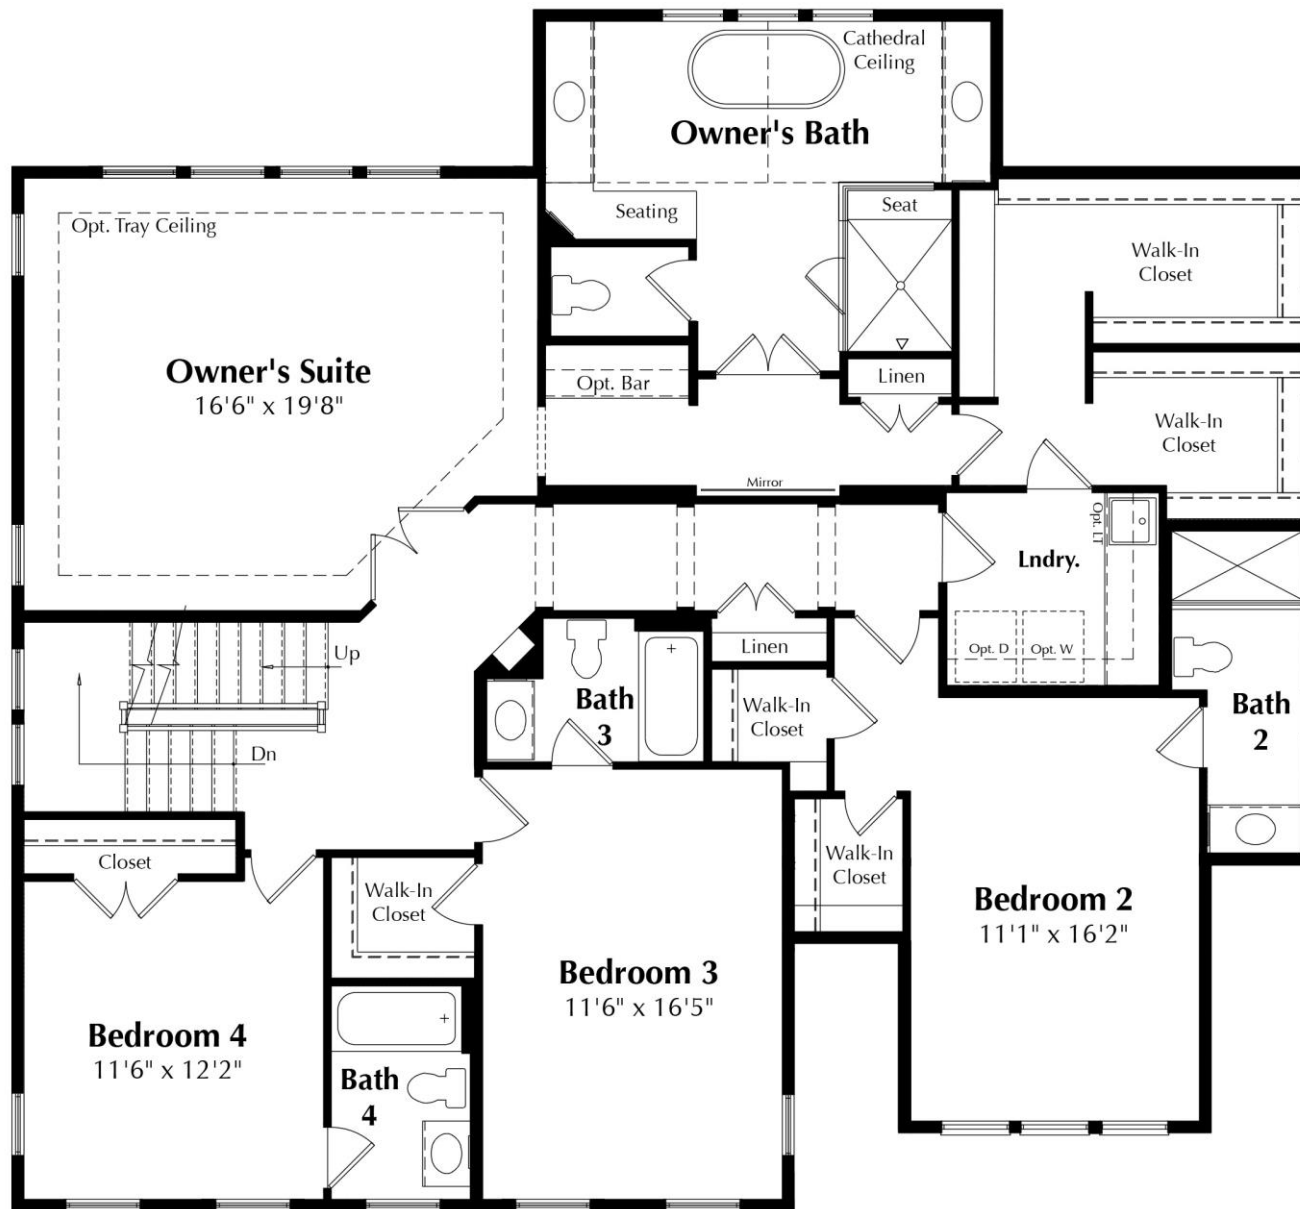 Cathedral
Ceiling
Owner's Bath
Opt. Tray Ceiling
Seating
Seat
Walk-In
Closet
Owner's Suite
16'6" x 19'8"
Opt. Bar
Linen
Walk-In
Closet
Mirror
Opt. LT
Lndry.
Opt. D
Opt. W
Up
Dn
Linen
Bath
3
Walk-In
Closet
Bath
2
Closet
Walk-In
Closet
Walk-In
Closet
Bedroom 2
11'1" x 16'2"
Bedroom 3
11'6" x 16'5"
Bedroom 4
11'6" x 12'2"
Bath
4